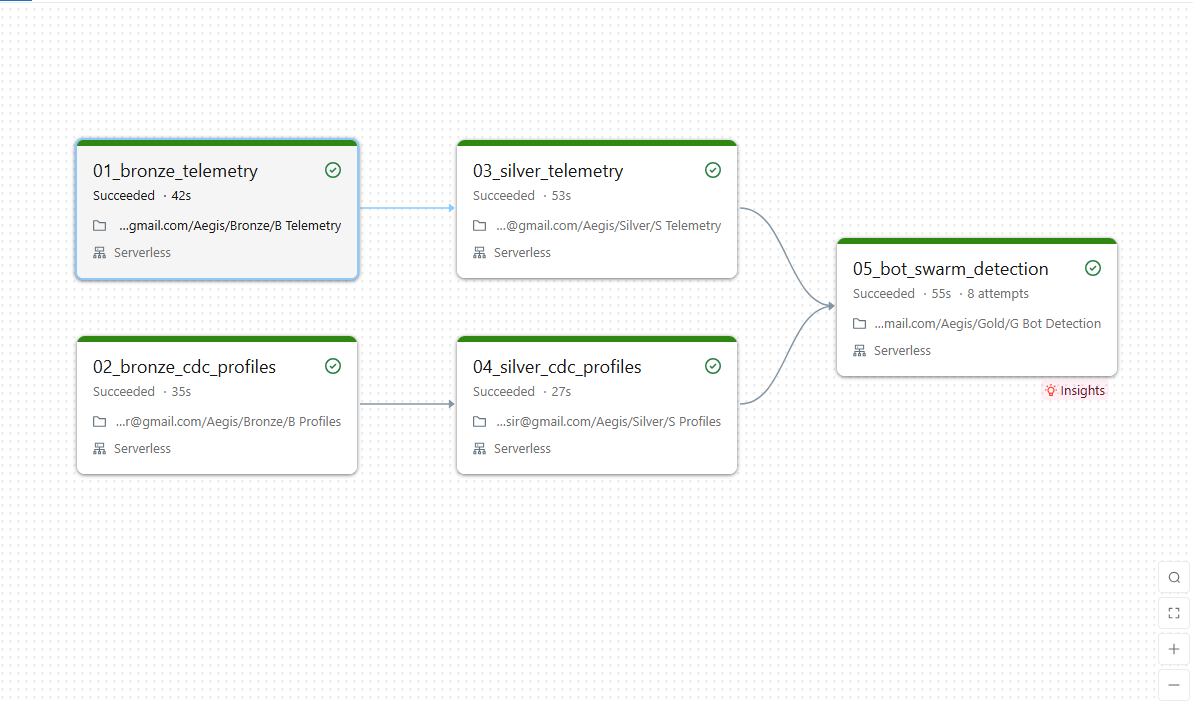 01_bronze_telemetry
Succeeded · 42s
...gmail.com/Aegis/Bronze/B Telemetry
Serverless
03_silver_telemetry
Succeeded · 53s
...@gmail.com/Aegis/Silver/S Telemetry
Serverless
02_bronze_cdc_profiles
Succeeded · 35s
...r@gmail.com/Aegis/Bronze/B Profiles
Serverless
04_silver_cdc_profiles
Succeeded · 27s
...sir@gmail.com/Aegis/Silver/S Profiles
Serverless
05_bot_swarm_detection
Succeeded · 55s · 8 attempts
...mail.com/Aegis/Gold/G Bot Detection
Serverless
Insights